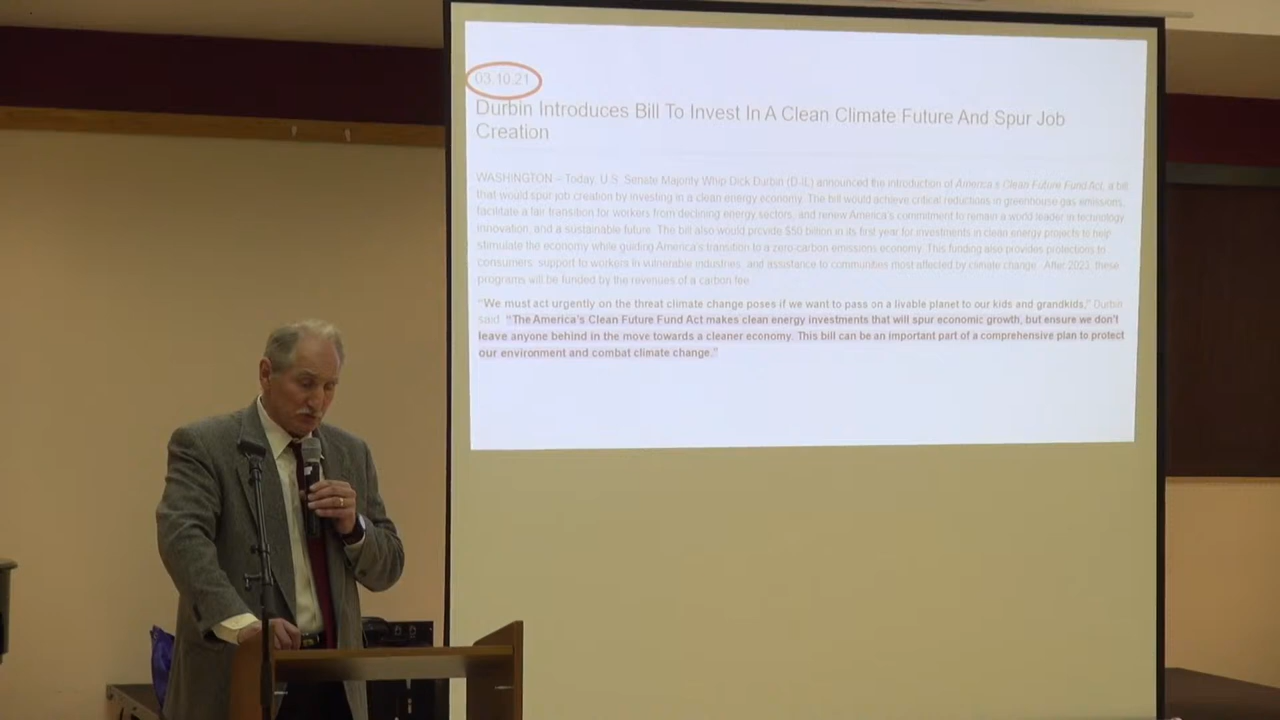 03.10.21
Durbin Introduces Bill To Invest In A Clean Climate Future And Spur Job
Creation
WASHINGTON – Today, U.S. Senate Majority Whip Dick Durbin (D-IL) announced the introduction of America's Clean Future Fund Act, a bill
that would spur job creation by investing in a clean energy economy. The bill would achieve critical reductions in greenhouse gas emissions,
facilitate a fair transition for workers from declining energy sectors, and renew America's commitment to remain a world leader in technology,
innovation, and a sustainable future. The bill also would provide $50 billion in its first year for investments in clean energy projects to help
stimulate the economy while guiding America's transition to a zero-carbon emissions economy. This funding also provides protections to
consumers, support to workers in vulnerable industries, and assistance to communities most affected by climate change. After 2023, these
programs will be funded by the revenues of a carbon fee.
“We must act urgently on the threat climate change poses if we want to pass on a livable planet to our kids and grandkids,” Durbin
said. “The America's Clean Future Fund Act makes clean energy investments that will spur economic growth, but ensure we don't
leave anyone behind in the move towards a cleaner economy. This bill can be an important part of a comprehensive plan to protect
our environment and combat climate change.”